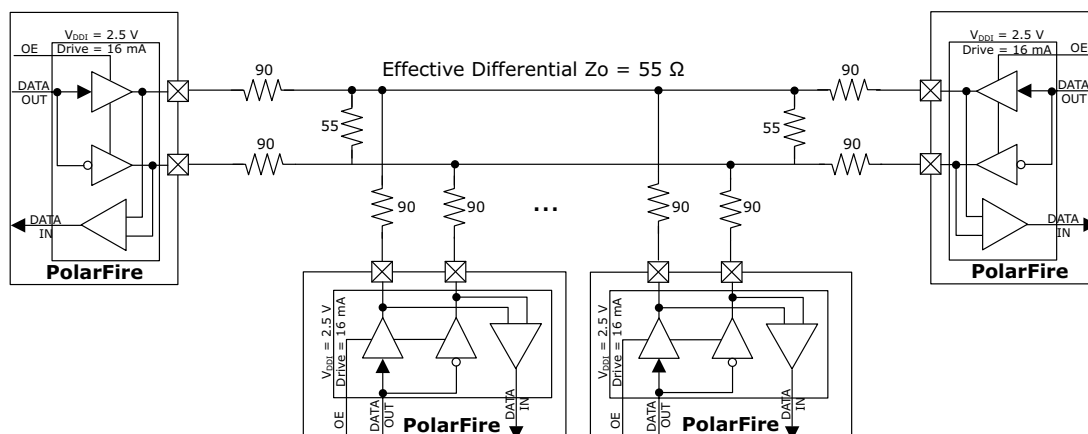 V_DDI = 2.5 V
Drive = 16 mA
OE
DATA
OUT
DATA
IN
PolarFire
90
90
55
Effective Differential Zo = 55 Ω
90
90
55
V_DDI = 2.5 V
Drive = 16 mA
OE
DATA
OUT
DATA
IN
PolarFire
90
90
...
90
90
V_DDI = 2.5 V
Drive = 16 mA
OE
DATA
OUT
DATA
IN
PolarFire
V_DDI = 2.5 V
Drive = 16 mA
OE
DATA
OUT
DATA
IN
PolarFire